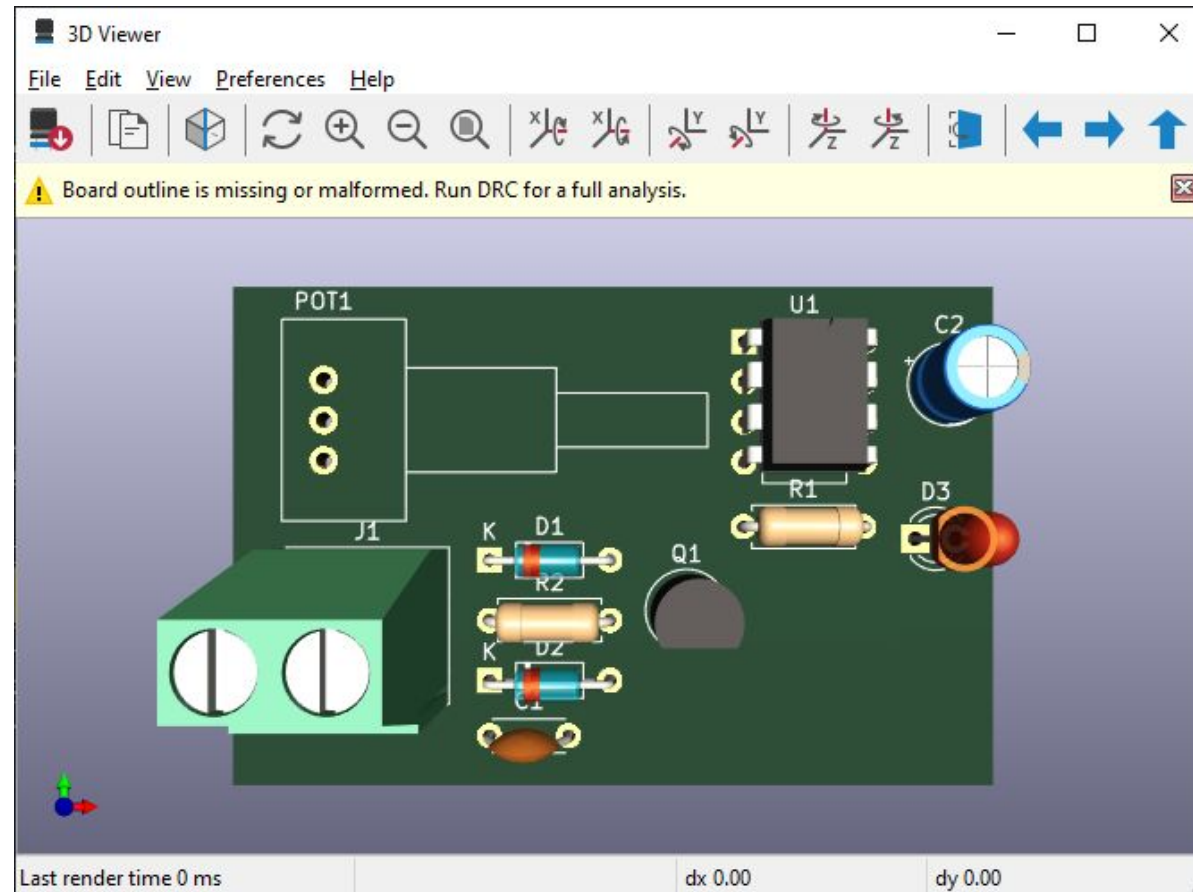 3D Viewer
File Edit View Preferences Help
X X Y Y Z Z
Board outline is missing or malformed. Run DRC for a full analysis.
POT1
U1
C2
+
R1
D3
J1
K D1
Q1
R2
K D2
C1
Last render time 0 ms dx 0.00 dy 0.00